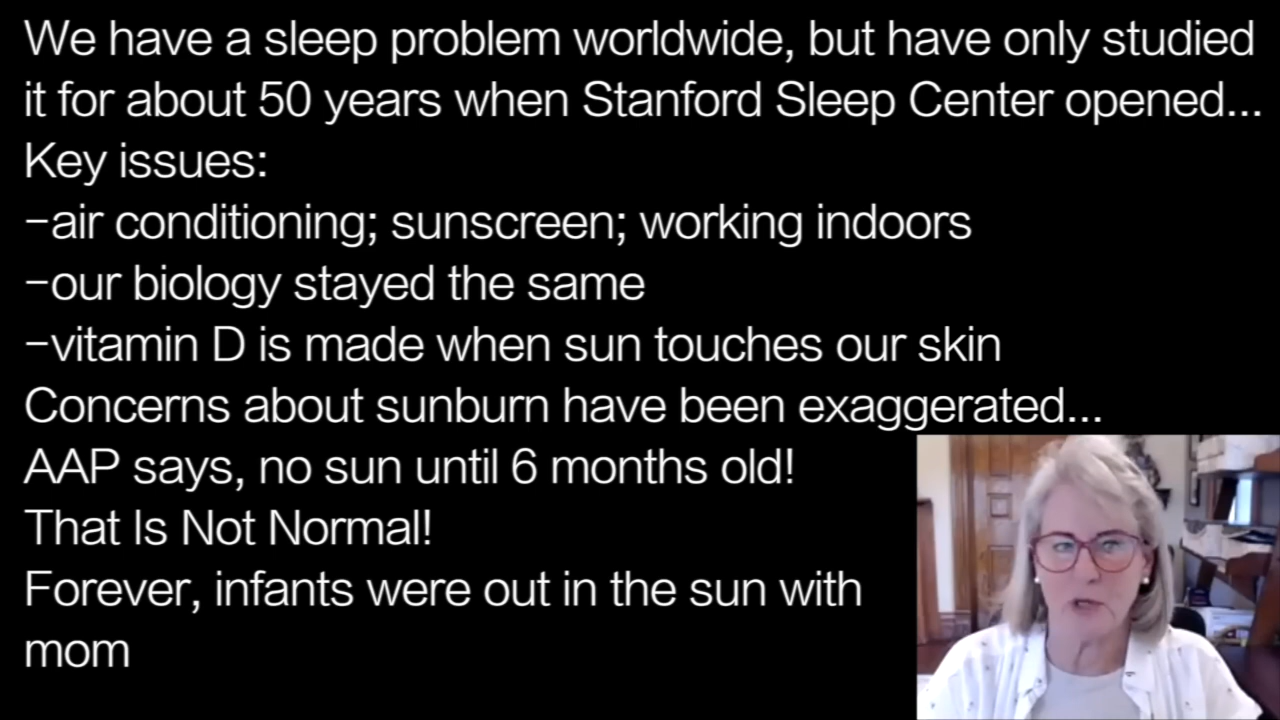 We have a sleep problem worldwide, but have only studied
it for about 50 years when Stanford Sleep Center opened...
Key issues:
–air conditioning; sunscreen; working indoors
–our biology stayed the same
–vitamin D is made when sun touches our skin
Concerns about sunburn have been exaggerated...
AAP says, no sun until 6 months old!
That Is Not Normal!
Forever, infants were out in the sun with
mom